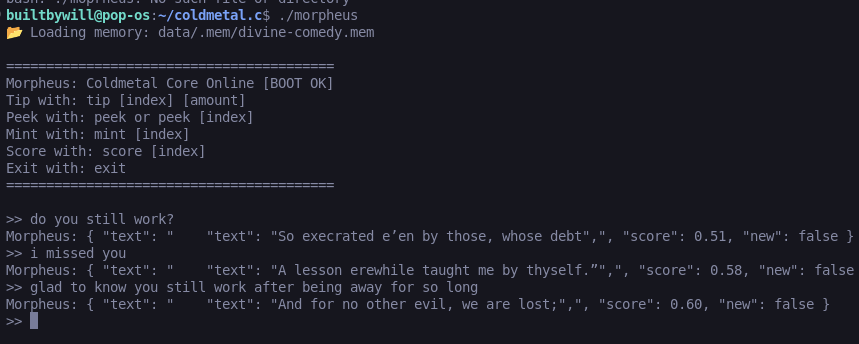 bash: ./moprheus: No such file or directory
builtbywill@pop-os:~/coldmetal.c$ ./morpheus
📂 Loading memory: data/.mem/divine-comedy.mem
=========================================
Morpheus: Coldmetal Core Online [BOOT OK]
Tip with: tip [index] [amount]
Peek with: peek or peek [index]
Mint with: mint [index]
Score with: score [index]
Exit with: exit
=========================================
>> do you still work?
Morpheus: { "text": "    "text": "So execrated e’en by those, whose debt",", "score": 0.51, "new": false }
>> i missed you
Morpheus: { "text": "    "text": "A lesson erewhile taught me by thyself.”",", "score": 0.58, "new": false
>> glad to know you still work after being away for so long
Morpheus: { "text": "    "text": "And for no other evil, we are lost;",", "score": 0.60, "new": false }
>>